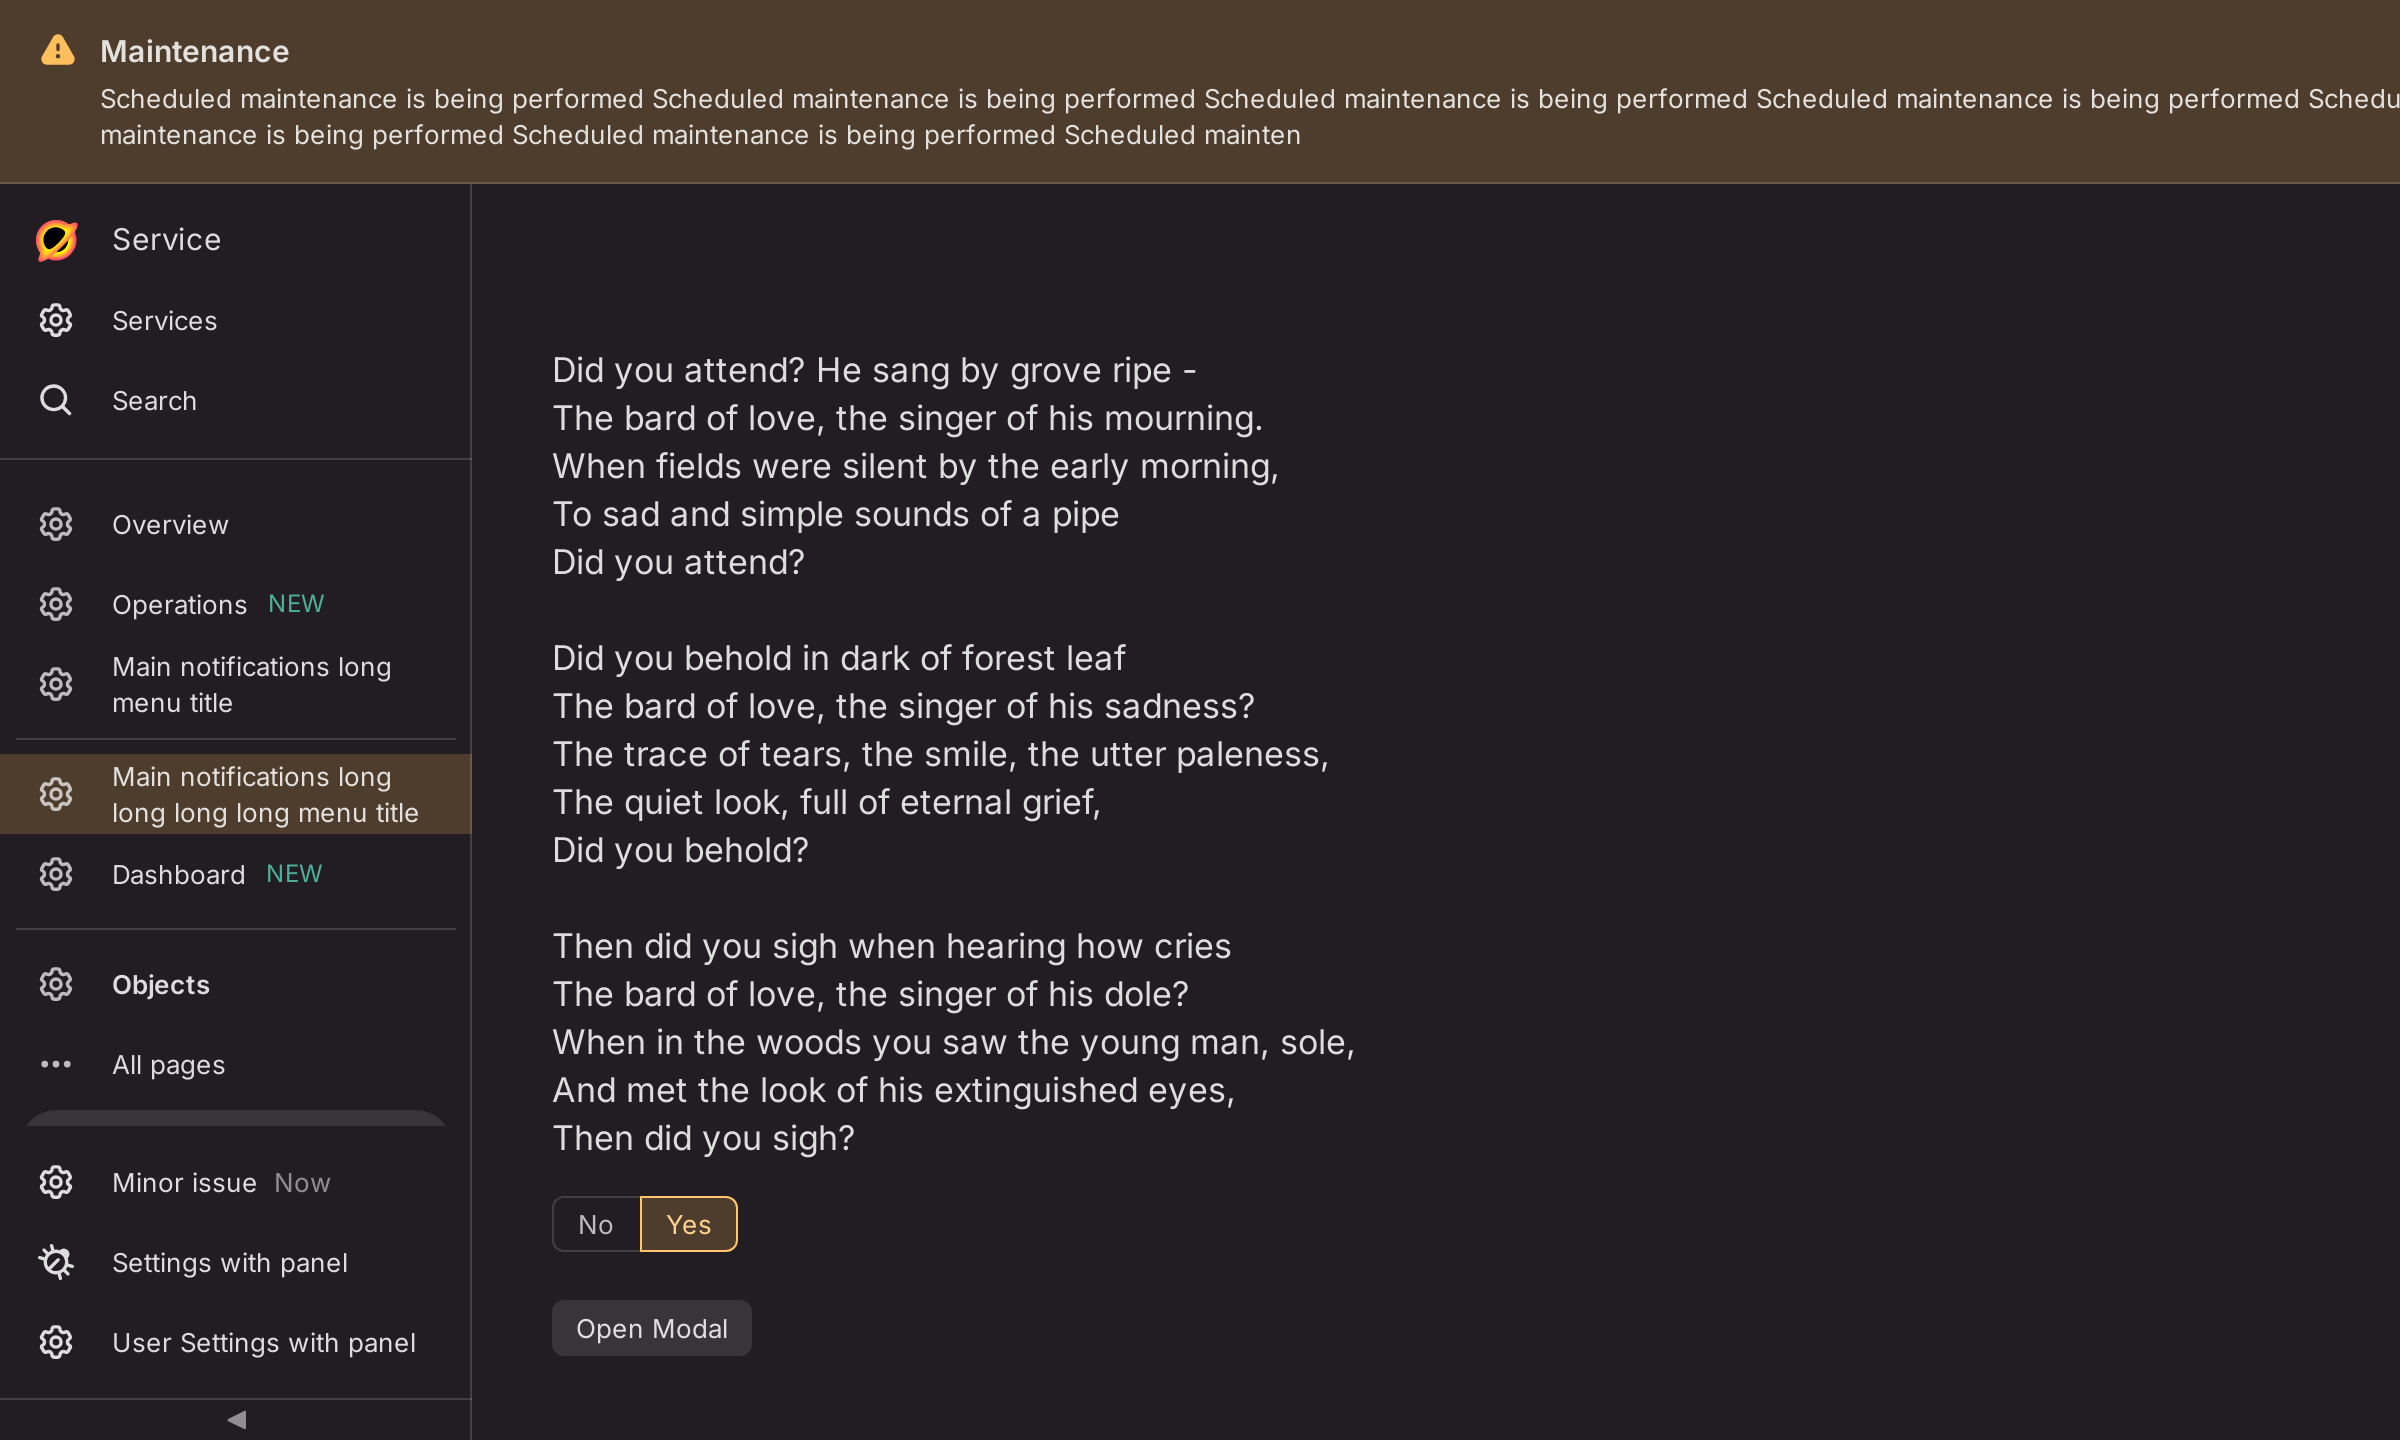 Maintenance
Scheduled maintenance is being performed Scheduled maintenance is being performed Scheduled maintenance is being performed Scheduled maintenance is being performed Schedu
maintenance is being performed Scheduled maintenance is being performed Scheduled mainten
Service
Services
Search
Overview
Operations NEW
Main notifications long
menu title
Main notifications long
long long long menu title
Dashboard NEW
Objects
All pages
Minor issue Now
Settings with panel
User Settings with panel
Did you attend? He sang by grove ripe -
The bard of love, the singer of his mourning.
When fields were silent by the early morning,
To sad and simple sounds of a pipe
Did you attend?
Did you behold in dark of forest leaf
The bard of love, the singer of his sadness?
The trace of tears, the smile, the utter paleness,
The quiet look, full of eternal grief,
Did you behold?
Then did you sigh when hearing how cries
The bard of love, the singer of his dole?
When in the woods you saw the young man, sole,
And met the look of his extinguished eyes,
Then did you sigh?
No Yes
Open Modal